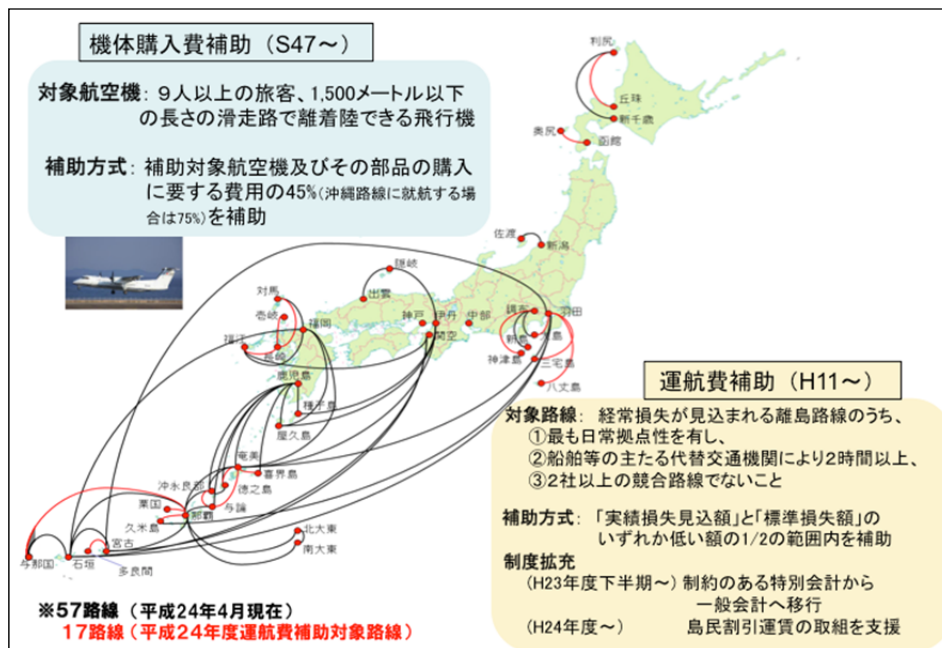 機体購入費補助（S47～）
対象航空機：９人以上の旅客、1,500メートル以下
の長さの滑走路で離着陸できる飛行機
補助方式：補助対象航空機及びその部品の購入
に要する費用の45%(沖縄路線に就航する場
合は75%)を補助
利尻
丘珠
新千歳
奥尻
函館
佐渡
新潟
隠岐
出雲
対馬
壱岐
福岡
福江
長崎
神戸
伊丹
関空
中部
調布
羽田
大島
新島
神津島
三宅島
八丈島
鹿児島
種子島
屋久島
奄美
喜界島
徳之島
沖永良部
与論
粟国
那覇
久米島
北大東
南大東
宮古
石垣
多良間
与那国
運航費補助（H11～）
対象路線： 経常損失が見込まれる離島路線のうち、
①最も日常拠点性を有し、
②船舶等の主たる代替交通機関により２時間以上、
③２社以上の競合路線でないこと
補助方式：「実績損失見込額」と「標準損失額」の
いずれか低い額の1/2の範囲内を補助
制度拡充
(H23年度下半期～) 制約のある特別会計から
一般会計へ移行
(H24年度～) 島民割引運賃の取組を支援
※57路線（平成24年4月現在）
17路線（平成24年度運航費補助対象路線）